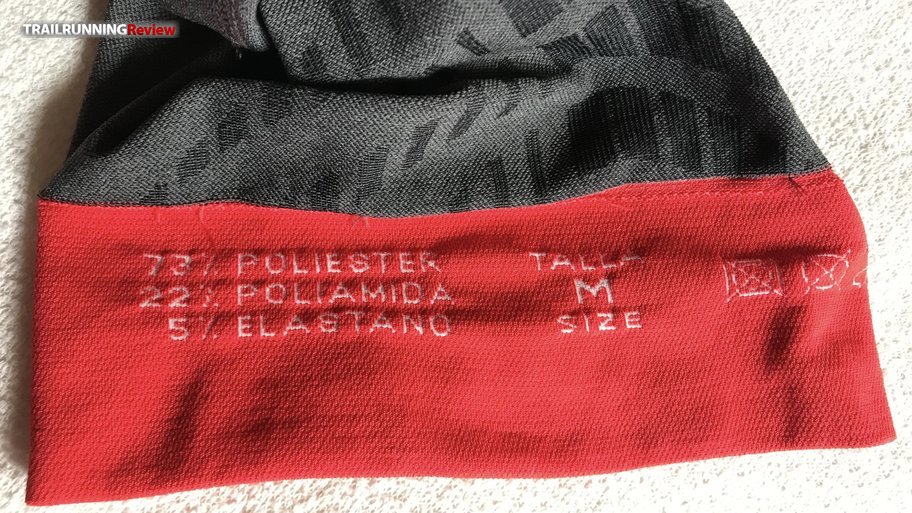 TRAILRUNNINGReview
73% POLIESTER
22% POLIAMIDA
5% ELASTANO
TALLA
M
SIZE